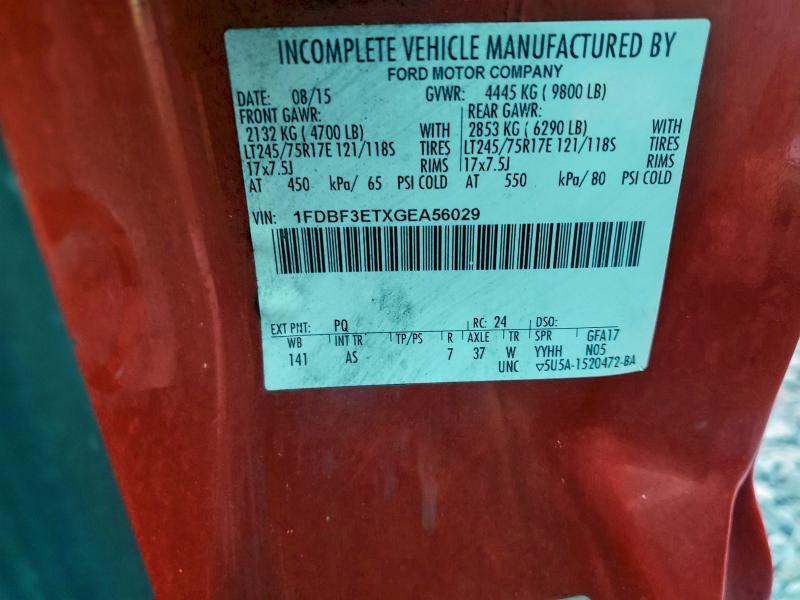 INCOMPLETE VEHICLE MANUFACTURED BY
FORD MOTOR COMPANY
DATE: 08/15 GVWR: 4445 KG ( 9800 LB)
FRONT GAWR: REAR GAWR:
2132 KG ( 4700 LB) WITH 2853 KG ( 6290 LB) WITH
LT245/75R17E 121/118S TIRES LT245/75R17E 121/118S TIRES
17x7.5J RIMS 17x7.5J RIMS
AT 450 kPa/ 65 PSI COLD AT 550 kPa/ 80 PSI COLD
VIN: 1FDBF3ETXGEA56029
EXT PNT: PQ RC: 24 DSO:
WB INT TR TP/PS R AXLE TR SPR GFA17
141 AS 7 37 W YYHH N05
UNC ▽5U5A-1520472-BA